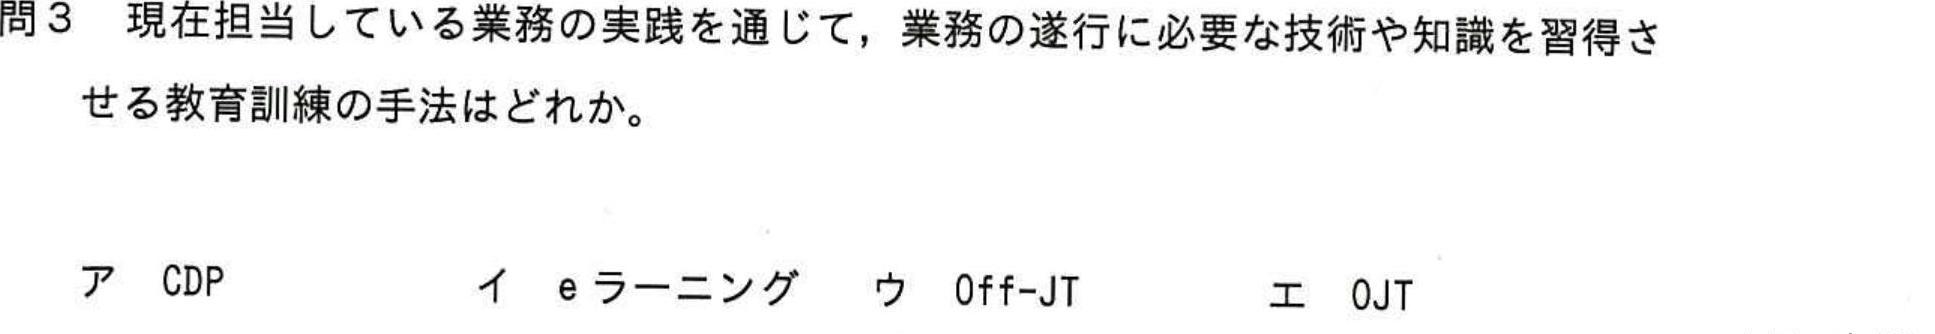 問３　現在担当している業務の実践を通じて，業務の遂行に必要な技術や知識を習得さ
せる教育訓練の手法はどれか。
ア　CDP　イ　e ラーニング　ウ　Off-JT　エ　OJT